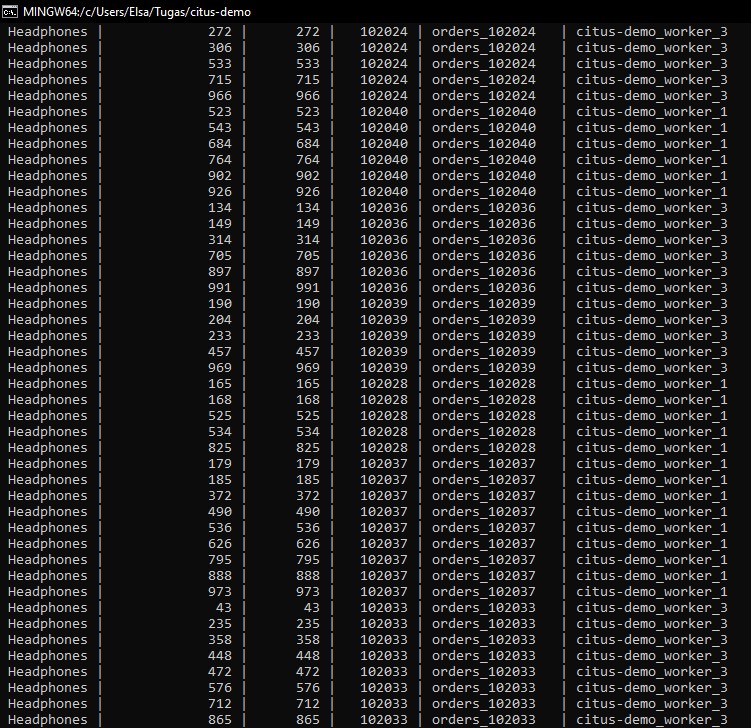 MINGW64:/c/Users/Elsa/Tugas/citus-demo
Headphones | 272 | 272 | 102024 | orders_102024 | citus-demo_worker_3
Headphones | 306 | 306 | 102024 | orders_102024 | citus-demo_worker_3
Headphones | 533 | 533 | 102024 | orders_102024 | citus-demo_worker_3
Headphones | 715 | 715 | 102024 | orders_102024 | citus-demo_worker_3
Headphones | 966 | 966 | 102024 | orders_102024 | citus-demo_worker_3
Headphones | 523 | 523 | 102040 | orders_102040 | citus-demo_worker_1
Headphones | 543 | 543 | 102040 | orders_102040 | citus-demo_worker_1
Headphones | 684 | 684 | 102040 | orders_102040 | citus-demo_worker_1
Headphones | 764 | 764 | 102040 | orders_102040 | citus-demo_worker_1
Headphones | 902 | 902 | 102040 | orders_102040 | citus-demo_worker_1
Headphones | 926 | 926 | 102040 | orders_102040 | citus-demo_worker_1
Headphones | 134 | 134 | 102036 | orders_102036 | citus-demo_worker_3
Headphones | 149 | 149 | 102036 | orders_102036 | citus-demo_worker_3
Headphones | 314 | 314 | 102036 | orders_102036 | citus-demo_worker_3
Headphones | 705 | 705 | 102036 | orders_102036 | citus-demo_worker_3
Headphones | 897 | 897 | 102036 | orders_102036 | citus-demo_worker_3
Headphones | 991 | 991 | 102036 | orders_102036 | citus-demo_worker_3
Headphones | 190 | 190 | 102039 | orders_102039 | citus-demo_worker_3
Headphones | 204 | 204 | 102039 | orders_102039 | citus-demo_worker_3
Headphones | 233 | 233 | 102039 | orders_102039 | citus-demo_worker_3
Headphones | 457 | 457 | 102039 | orders_102039 | citus-demo_worker_3
Headphones | 969 | 969 | 102039 | orders_102039 | citus-demo_worker_3
Headphones | 165 | 165 | 102028 | orders_102028 | citus-demo_worker_1
Headphones | 168 | 168 | 102028 | orders_102028 | citus-demo_worker_1
Headphones | 525 | 525 | 102028 | orders_102028 | citus-demo_worker_1
Headphones | 534 | 534 | 102028 | orders_102028 | citus-demo_worker_1
Headphones | 825 | 825 | 102028 | orders_102028 | citus-demo_worker_1
Headphones | 179 | 179 | 102037 | orders_102037 | citus-demo_worker_1
Headphones | 185 | 185 | 102037 | orders_102037 | citus-demo_worker_1
Headphones | 372 | 372 | 102037 | orders_102037 | citus-demo_worker_1
Headphones | 490 | 490 | 102037 | orders_102037 | citus-demo_worker_1
Headphones | 536 | 536 | 102037 | orders_102037 | citus-demo_worker_1
Headphones | 626 | 626 | 102037 | orders_102037 | citus-demo_worker_1
Headphones | 795 | 795 | 102037 | orders_102037 | citus-demo_worker_1
Headphones | 888 | 888 | 102037 | orders_102037 | citus-demo_worker_1
Headphones | 973 | 973 | 102037 | orders_102037 | citus-demo_worker_1
Headphones | 43 | 43 | 102033 | orders_102033 | citus-demo_worker_3
Headphones | 235 | 235 | 102033 | orders_102033 | citus-demo_worker_3
Headphones | 358 | 358 | 102033 | orders_102033 | citus-demo_worker_3
Headphones | 448 | 448 | 102033 | orders_102033 | citus-demo_worker_3
Headphones | 472 | 472 | 102033 | orders_102033 | citus-demo_worker_3
Headphones | 576 | 576 | 102033 | orders_102033 | citus-demo_worker_3
Headphones | 712 | 712 | 102033 | orders_102033 | citus-demo_worker_3
Headphones | 865 | 865 | 102033 | orders_102033 | citus-demo_worker_3